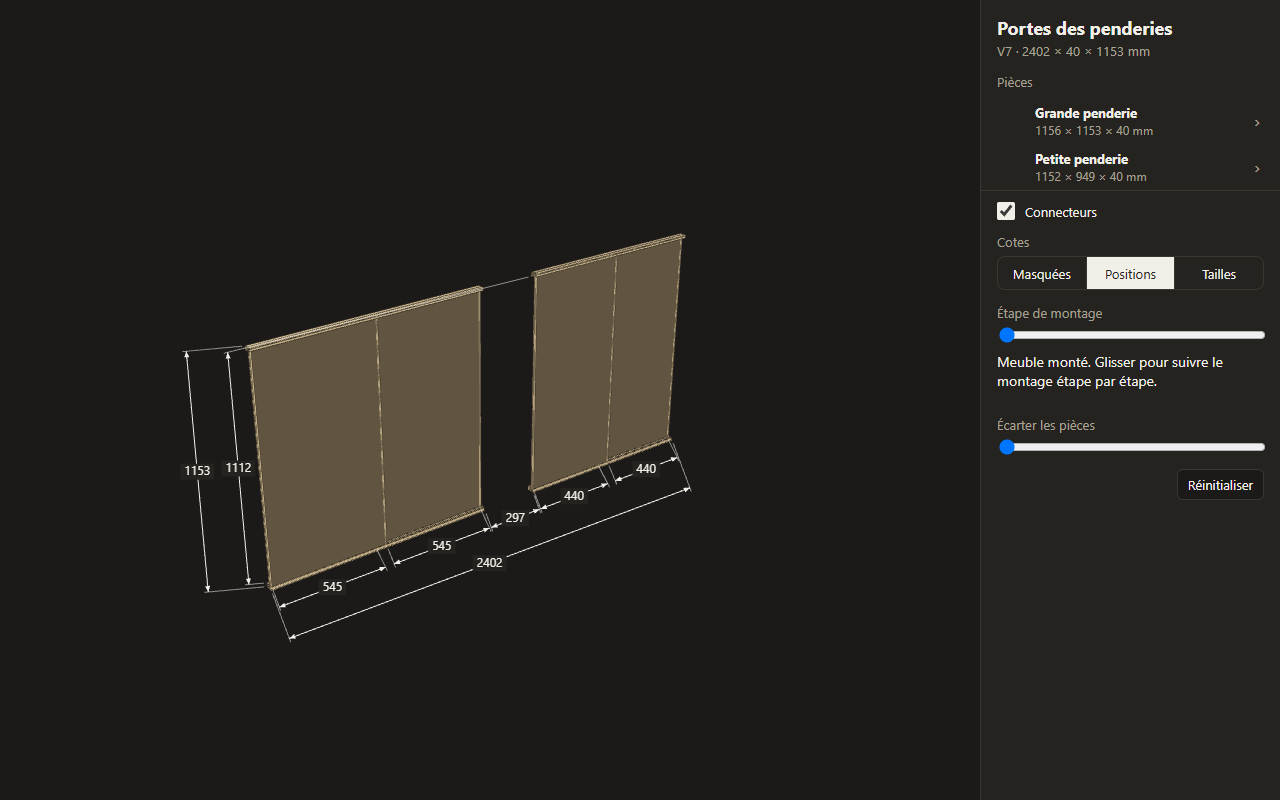 Portes des penderies
V7 · 2402 × 40 × 1153 mm
Pièces
Grande penderie
1156 × 1153 × 40 mm
›
Petite penderie
1152 × 949 × 40 mm
›
Connecteurs
Cotes
Masquées
Positions
Tailles
Étape de montage
Meuble monté. Glisser pour suivre le
montage étape par étape.
Écarter les pièces
Réinitialiser
1153
1112
545
545
297
440
440
2402